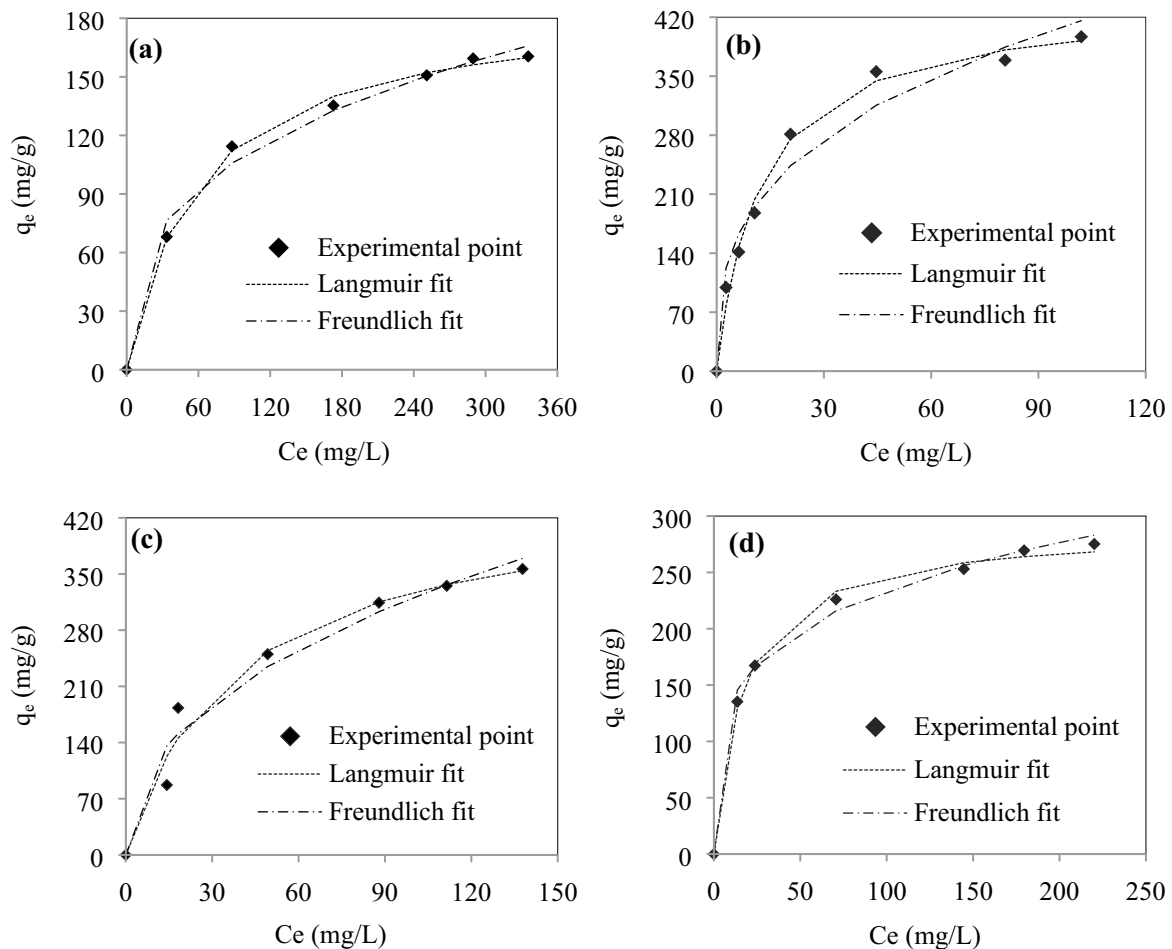 (a)
180
150
120
90
60
30
0
qe (mg/g)
Experimental point
Langmuir fit
Freundlich fit
0 60 120 180 240 300 360
Ce (mg/L)
(b)
420
350
280
210
140
70
0
qe (mg/g)
Experimental point
Langmuir fit
Freundlich fit
0 30 60 90 120
Ce (mg/L)
(c)
420
350
280
210
140
70
0
qe (mg/g)
Experimental point
Langmuir fit
Freundlich fit
0 30 60 90 120 150
Ce (mg/L)
(d)
300
250
200
150
100
50
0
qe (mg/g)
Experimental point
Langmuir fit
Freundlich fit
0 50 100 150 200 250
Ce (mg/L)